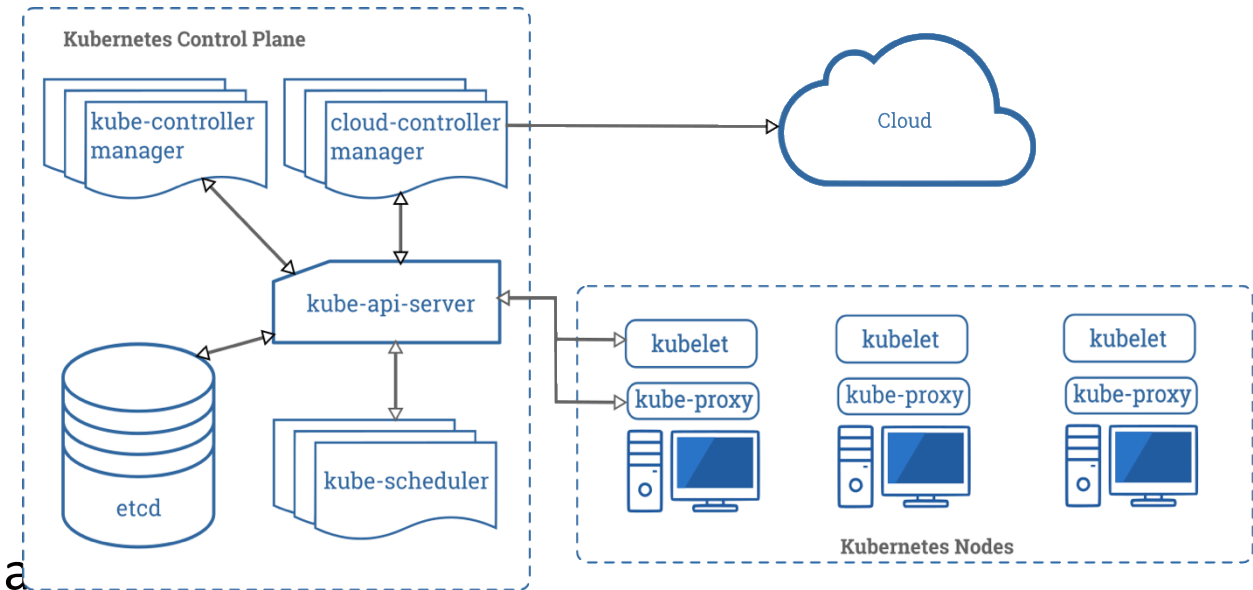 Kubernetes Control Plane
kube-controller
manager
cloud-controller
manager
Cloud
kube-api-server
kubelet
kubelet
kubelet
kube-proxy
kube-proxy
kube-proxy
etcd
kube-scheduler
Kubernetes Nodes
a